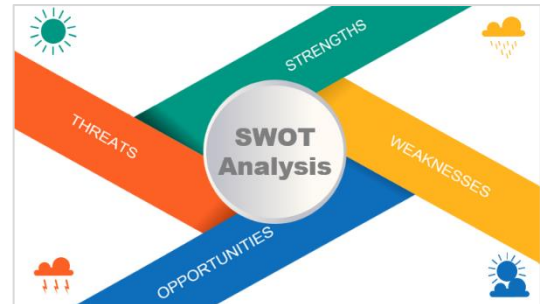 STRENGTHS
THREATS
SWOT
Analysis
WEAKNESSES
OPPORTUNITIES